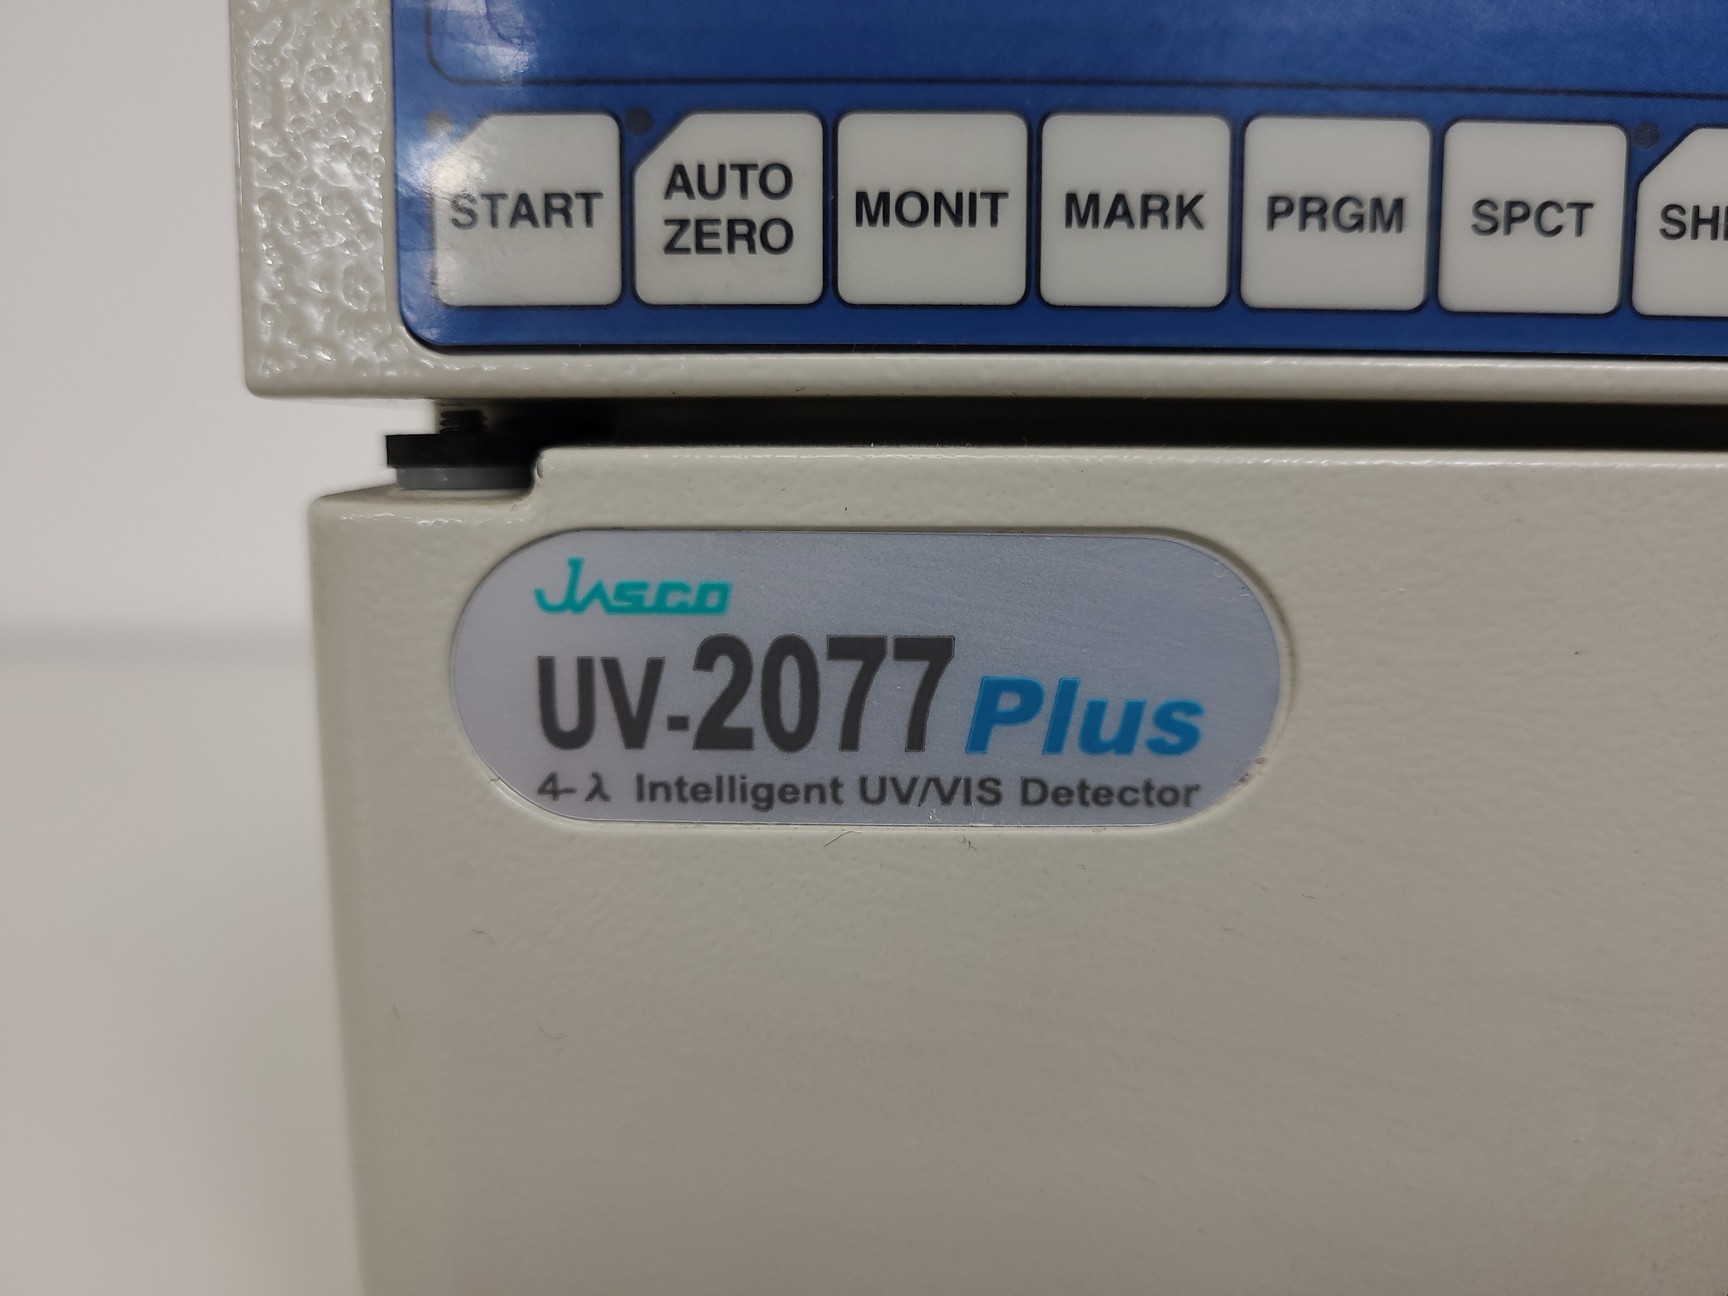 START AUTO ZERO MONIT MARK PRGM SPCT
JASCO
UV-2077 Plus
4-λ Intelligent UV/VIS Detector